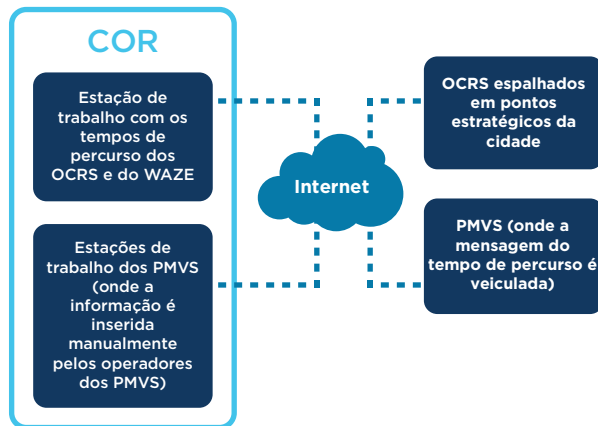 COR
Estação de
trabalho com os
tempos de
percurso dos
OCRS e do WAZE
Estações de
trabalho dos PMVS
(onde a
informação é
inserida
manualmente
pelos operadores
dos PMVS)
Internet
OCRS espalhados
em pontos
estratégicos da
cidade
PMVS (onde a
mensagem do
tempo de percurso é
veiculada)